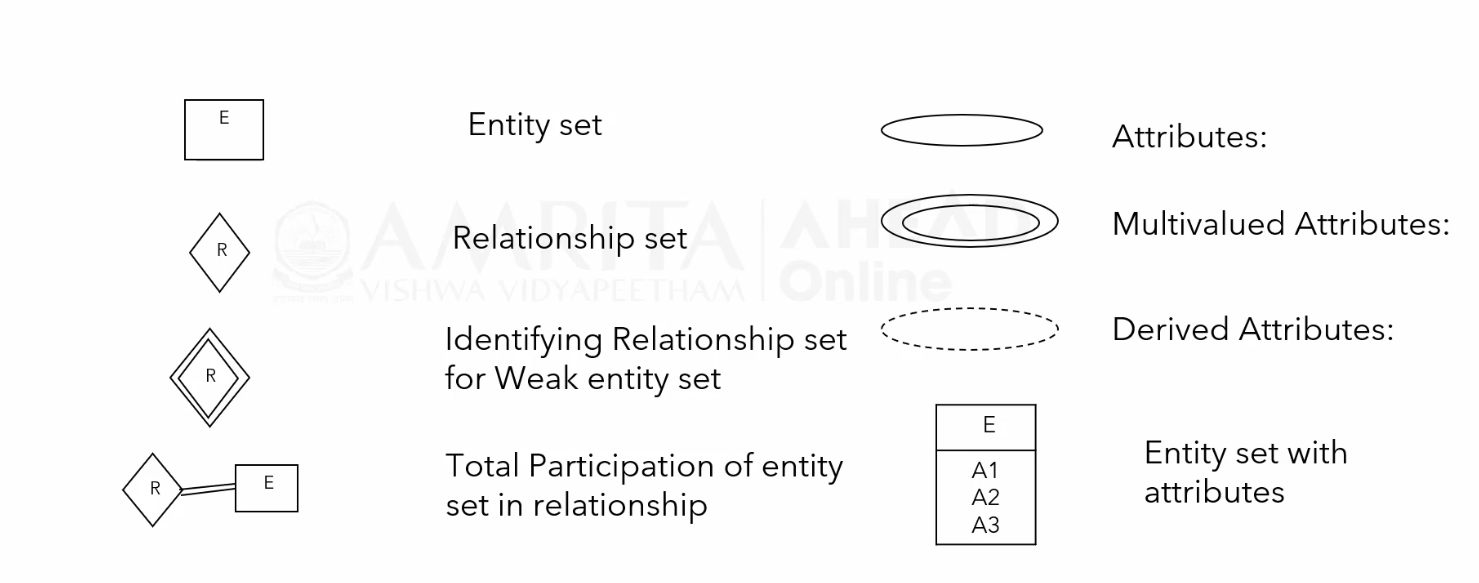 E
Entity set
R
Relationship set
R
Identifying Relationship set
for Weak entity set
R
E
Total Participation of entity
set in relationship
Attributes:
Multivalued Attributes:
Derived Attributes:
E
A1
A2
A3
Entity set with
attributes
AMRITA
VISHWA VIDYAPEETHAM
AHEAD
Online